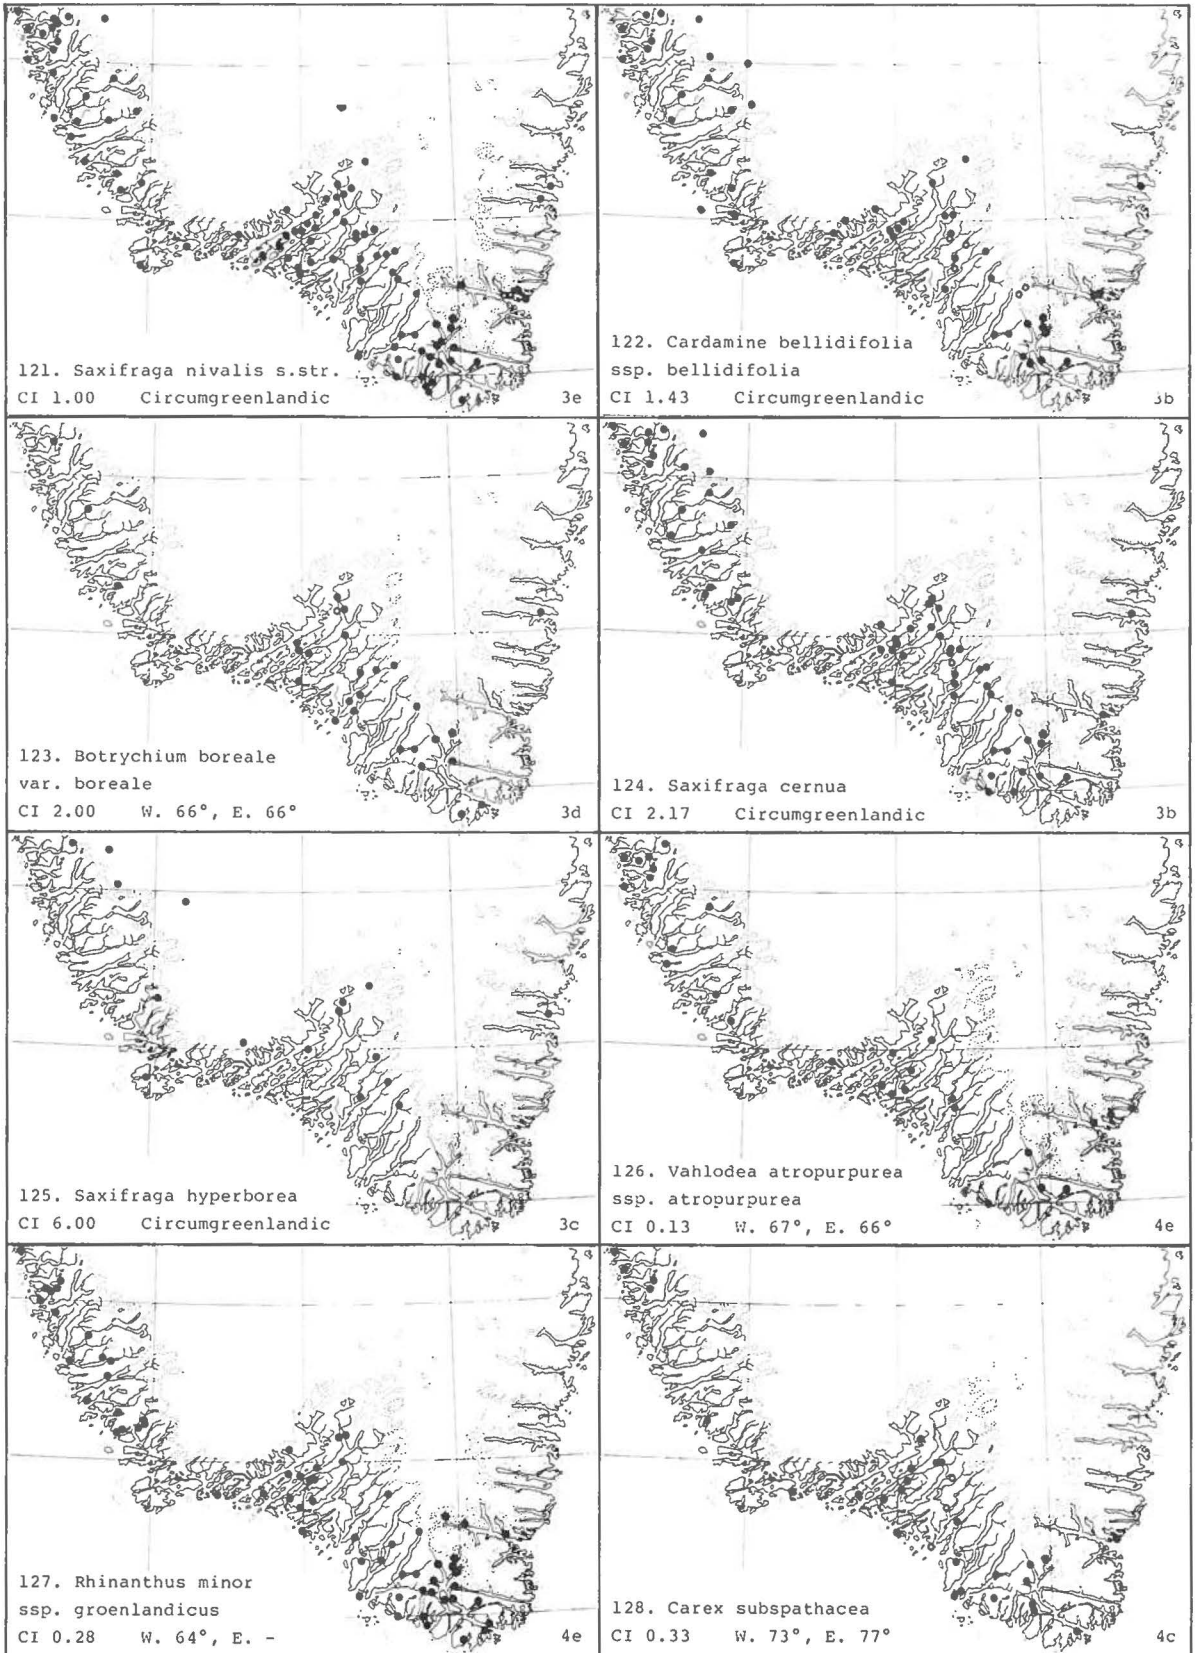 121. Saxifraga nivalis s.str.
CI 1.00 Circumgreenlandic 3e
122. Cardamine bellidifolia
ssp. bellidifolia
CI 1.43 Circumgreenlandic 3b
123. Botrychium boreale
var. boreale
CI 2.00 W. 66°, E. 66° 3d
124. Saxifraga cernua
CI 2.17 Circumgreenlandic 3b
125. Saxifraga hyperborea
CI 6.00 Circumgreenlandic 3c
126. Vahlodea atropurpurea
ssp. atropurpurea
CI 0.13 W. 67°, E. 66° 4e
127. Rhinanthus minor
ssp. groenlandicus
CI 0.28 W. 64°, E. - 4e
128. Carex subspathacea
CI 0.33 W. 73°, E. 77° 4c